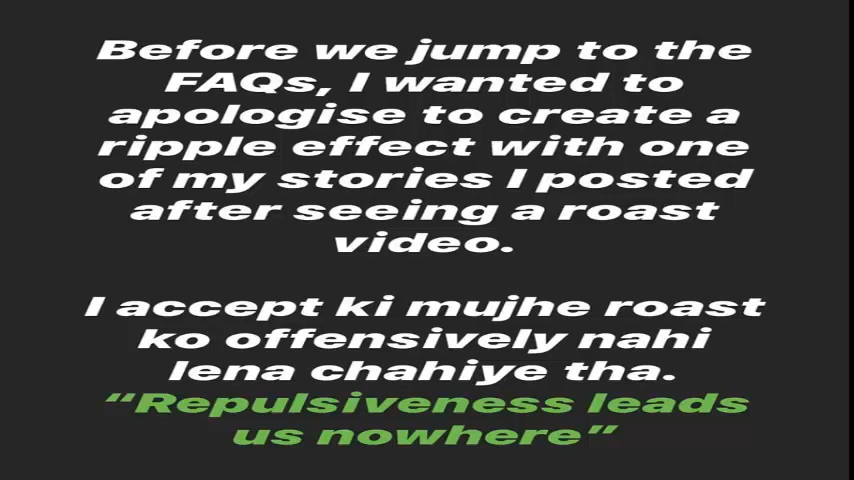 Before we jump to the
FAQs, I wanted to
apologise to create a
ripple effect with one
of my stories I posted
after seeing a roast
video.
I accept ki mujhe roast
ko offensively nahi
lena chahiye tha.
“Repulsiveness leads
us nowhere”